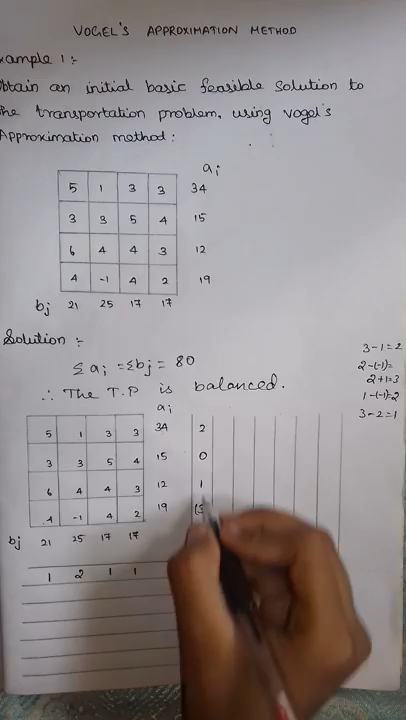 VOGEL'S APPROXIMATION METHOD
xample 1 :-
btain an initial basic feasible solution to
he transportation problem, using vogel's
Approximation method :
ai
5 1 3 3 34
3 3 5 4 15
6 4 4 3 12
4 -1 4 2 19
bj 21 25 17 17
Solution :-
Σai = Σbj = 80
∴ The T.P is balanced.
3-1=2
2-(-1)=
2+1=3
1-(-1)=2
3-2=1
ai
5 1 3 3 34 2
3 3 5 4 15 0
6 4 4 3 12 1
4 -1 4 2 19 (3
bj 21 25 17 17
1 2 1 1